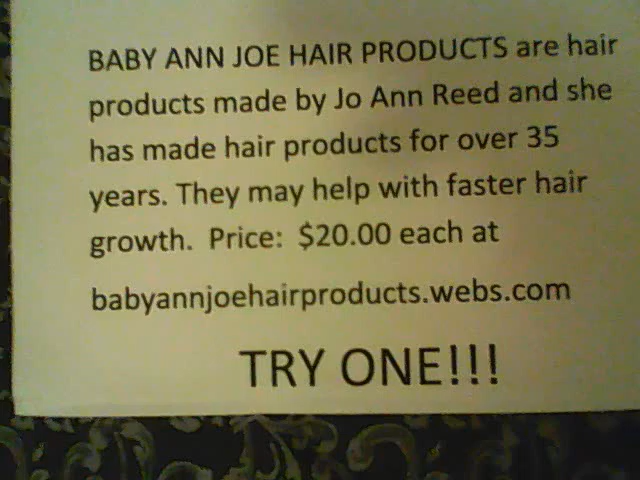 BABY ANN JOE HAIR PRODUCTS are hair
products made by Jo Ann Reed and she
has made hair products for over 35
years. They may help with faster hair
growth.  Price:  $20.00 each at
babyannjoehairproducts.webs.com
TRY ONE!!!